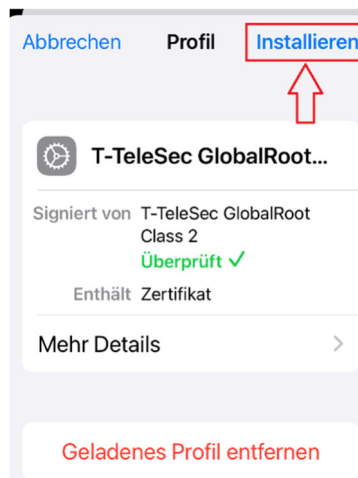 Abbrechen Profil Installieren
T-TeleSec GlobalRoot...
Signiert von T-TeleSec GlobalRoot
Class 2
Überprüft ✓
Enthält Zertifikat
Mehr Details
Geladenes Profil entfernen